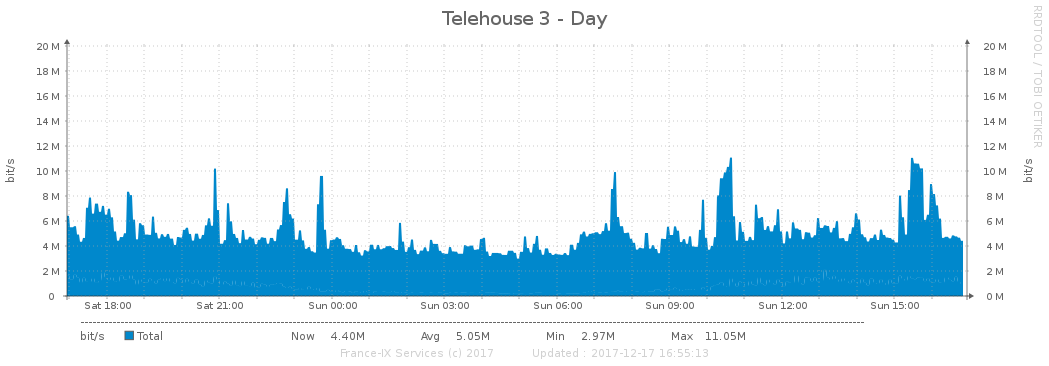 Telehouse 3 - Day
RRDTOOL / TOBI OETIKER
bit/s
bit/s
20 M 20 M
18 M 18 M
16 M 16 M
14 M 14 M
12 M 12 M
10 M 10 M
8 M 8 M
6 M 6 M
4 M 4 M
2 M 2 M
0 0 M
Sat 18:00 Sat 21:00 Sun 00:00 Sun 03:00 Sun 06:00 Sun 09:00 Sun 12:00 Sun 15:00
bit/s Total Now 4.40M Avg 5.05M Min 2.97M Max 11.05M
France-IX Services (c) 2017 Updated : 2017-12-17 16:55:13